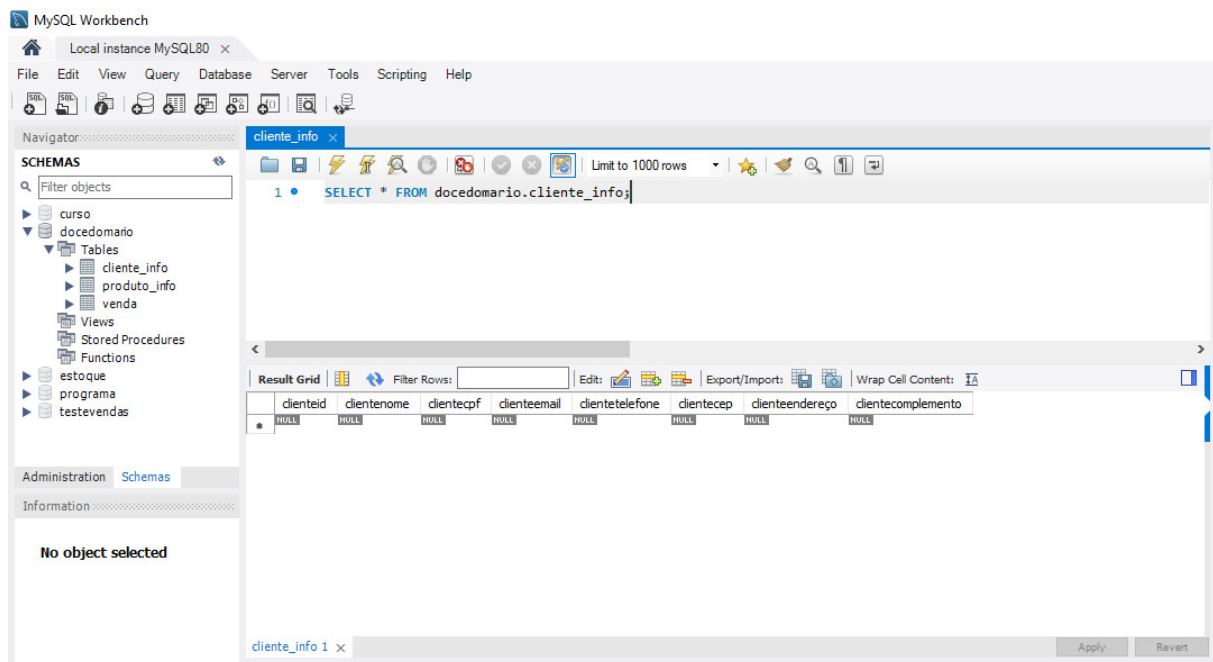 MySQL Workbench
Local instance MySQL80 ×
File Edit View Query Database Server Tools Scripting Help
Navigator
SCHEMAS
Filter objects
curso
docedomario
Tables
cliente_info
produto_info
venda
Views
Stored Procedures
Functions
estoque
programa
testevendas
Administration Schemas
Information
No object selected
cliente_info ×
Limit to 1000 rows
1 SELECT * FROM docedomario.cliente_info;
Result Grid Filter Rows: Edit: Export/Import: Wrap Cell Content:
clienteid clientenome clientecpf clienteemail clientetelefone clientecep clienteendereço clientecomplemento
NULL NULL NULL NULL NULL NULL NULL NULL
cliente_info 1 ×
Apply Revert